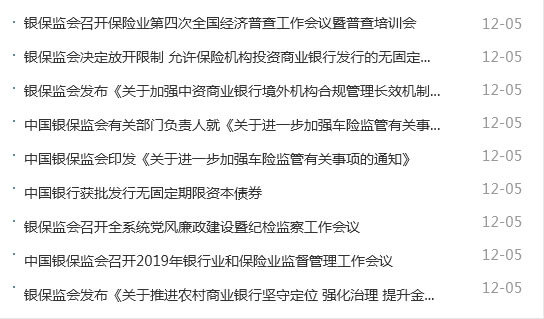 · 银保监会召开保险业第四次全国经济普查工作会议暨普查培训会 12-05
· 银保监会决定放开限制 允许保险机构投资商业银行发行的无固定... 12-05
· 银保监会发布《关于加强中资商业银行境外机构合规管理长效机制... 12-05
· 中国银保监会有关部门负责人就《关于进一步加强车险监管有关事... 12-05
· 中国银保监会印发《关于进一步加强车险监管有关事项的通知》 12-05
· 中国银行获批发行无固定期限资本债券 12-05
· 银保监会召开全系统党风廉政建设暨纪检监察工作会议 12-05
· 中国银保监会召开2019年银行业和保险业监督管理工作会议 12-05
· 银保监会发布《关于推进农村商业银行坚守定位 强化治理 提升金... 12-05